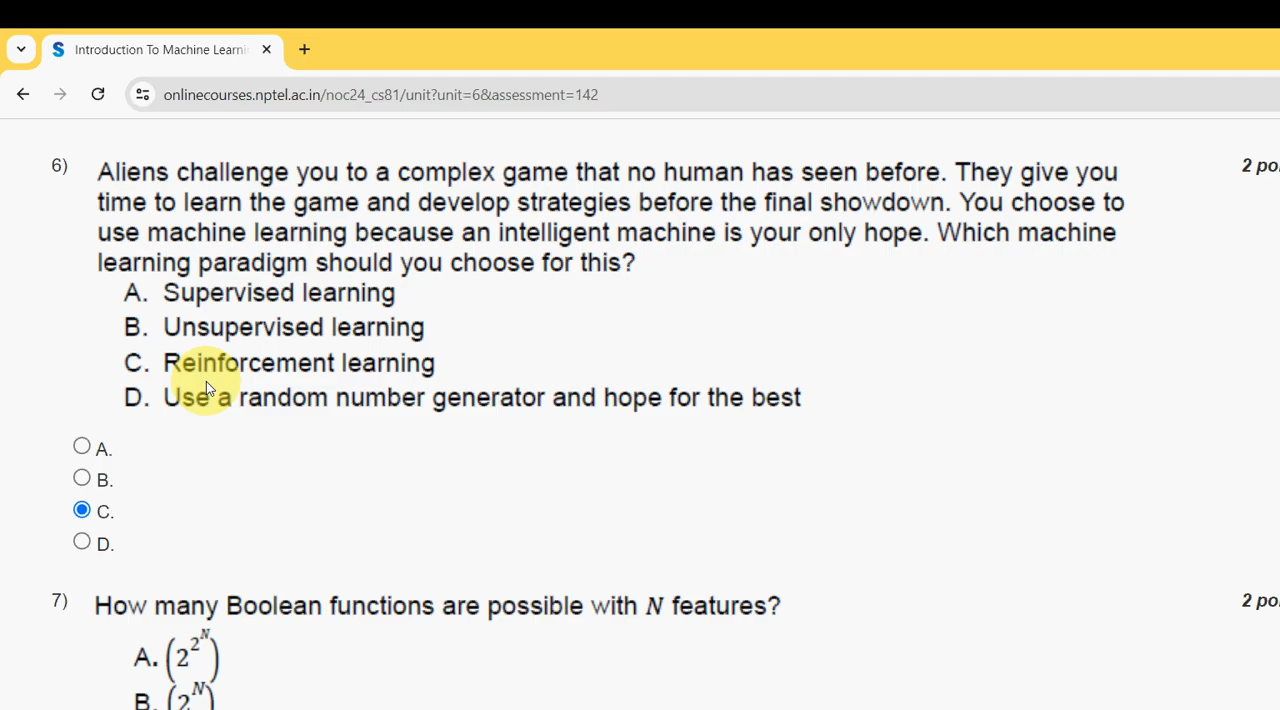 Introduction To Machine Learni
onlinecourses.nptel.ac.in/noc24_cs81/unit?unit=6&assessment=142
6)
2 po
Aliens challenge you to a complex game that no human has seen before. They give you
time to learn the game and develop strategies before the final showdown. You choose to
use machine learning because an intelligent machine is your only hope. Which machine
learning paradigm should you choose for this?
A. Supervised learning
B. Unsupervised learning
C. Reinforcement learning
D. Use a random number generator and hope for the best
A.
B.
C.
D.
7) How many Boolean functions are possible with N features?
2 po
A. (2^{2^N})
B. (2^N)